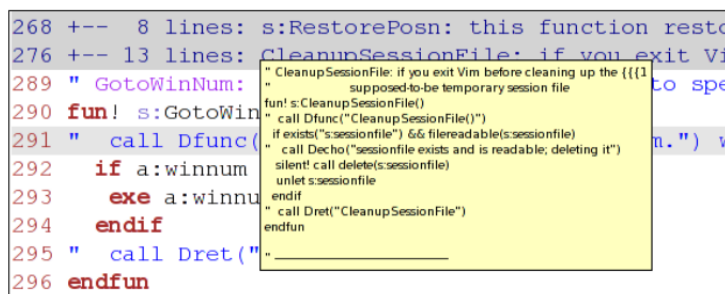 268 +--  8 lines: s:RestorePosn: this function resto
276 +-- 13 lines: CleanupSessionFile: if you exit Vi
289 " GotoWinNum: to spe
290 fun! s:GotoWin
291 "  call Dfunc( m.") w
292   if a:winnum
293    exe a:winnu
294   endif
295 "  call Dret("
296 endfun
" CleanupSessionFile: if you exit Vim before cleaning up the {{{1
"                     supposed-to-be temporary session file
fun! s:CleanupSessionFile()
"  call Dfunc("CleanupSessionFile()")
  if exists("s:sessionfile") && filereadable(s:sessionfile)
"   call Decho("sessionfile exists and is readable; deleting it")
   silent! call delete(s:sessionfile)
   unlet s:sessionfile
  endif
"  call Dret("CleanupSessionFile")
endfun
" ______________________________